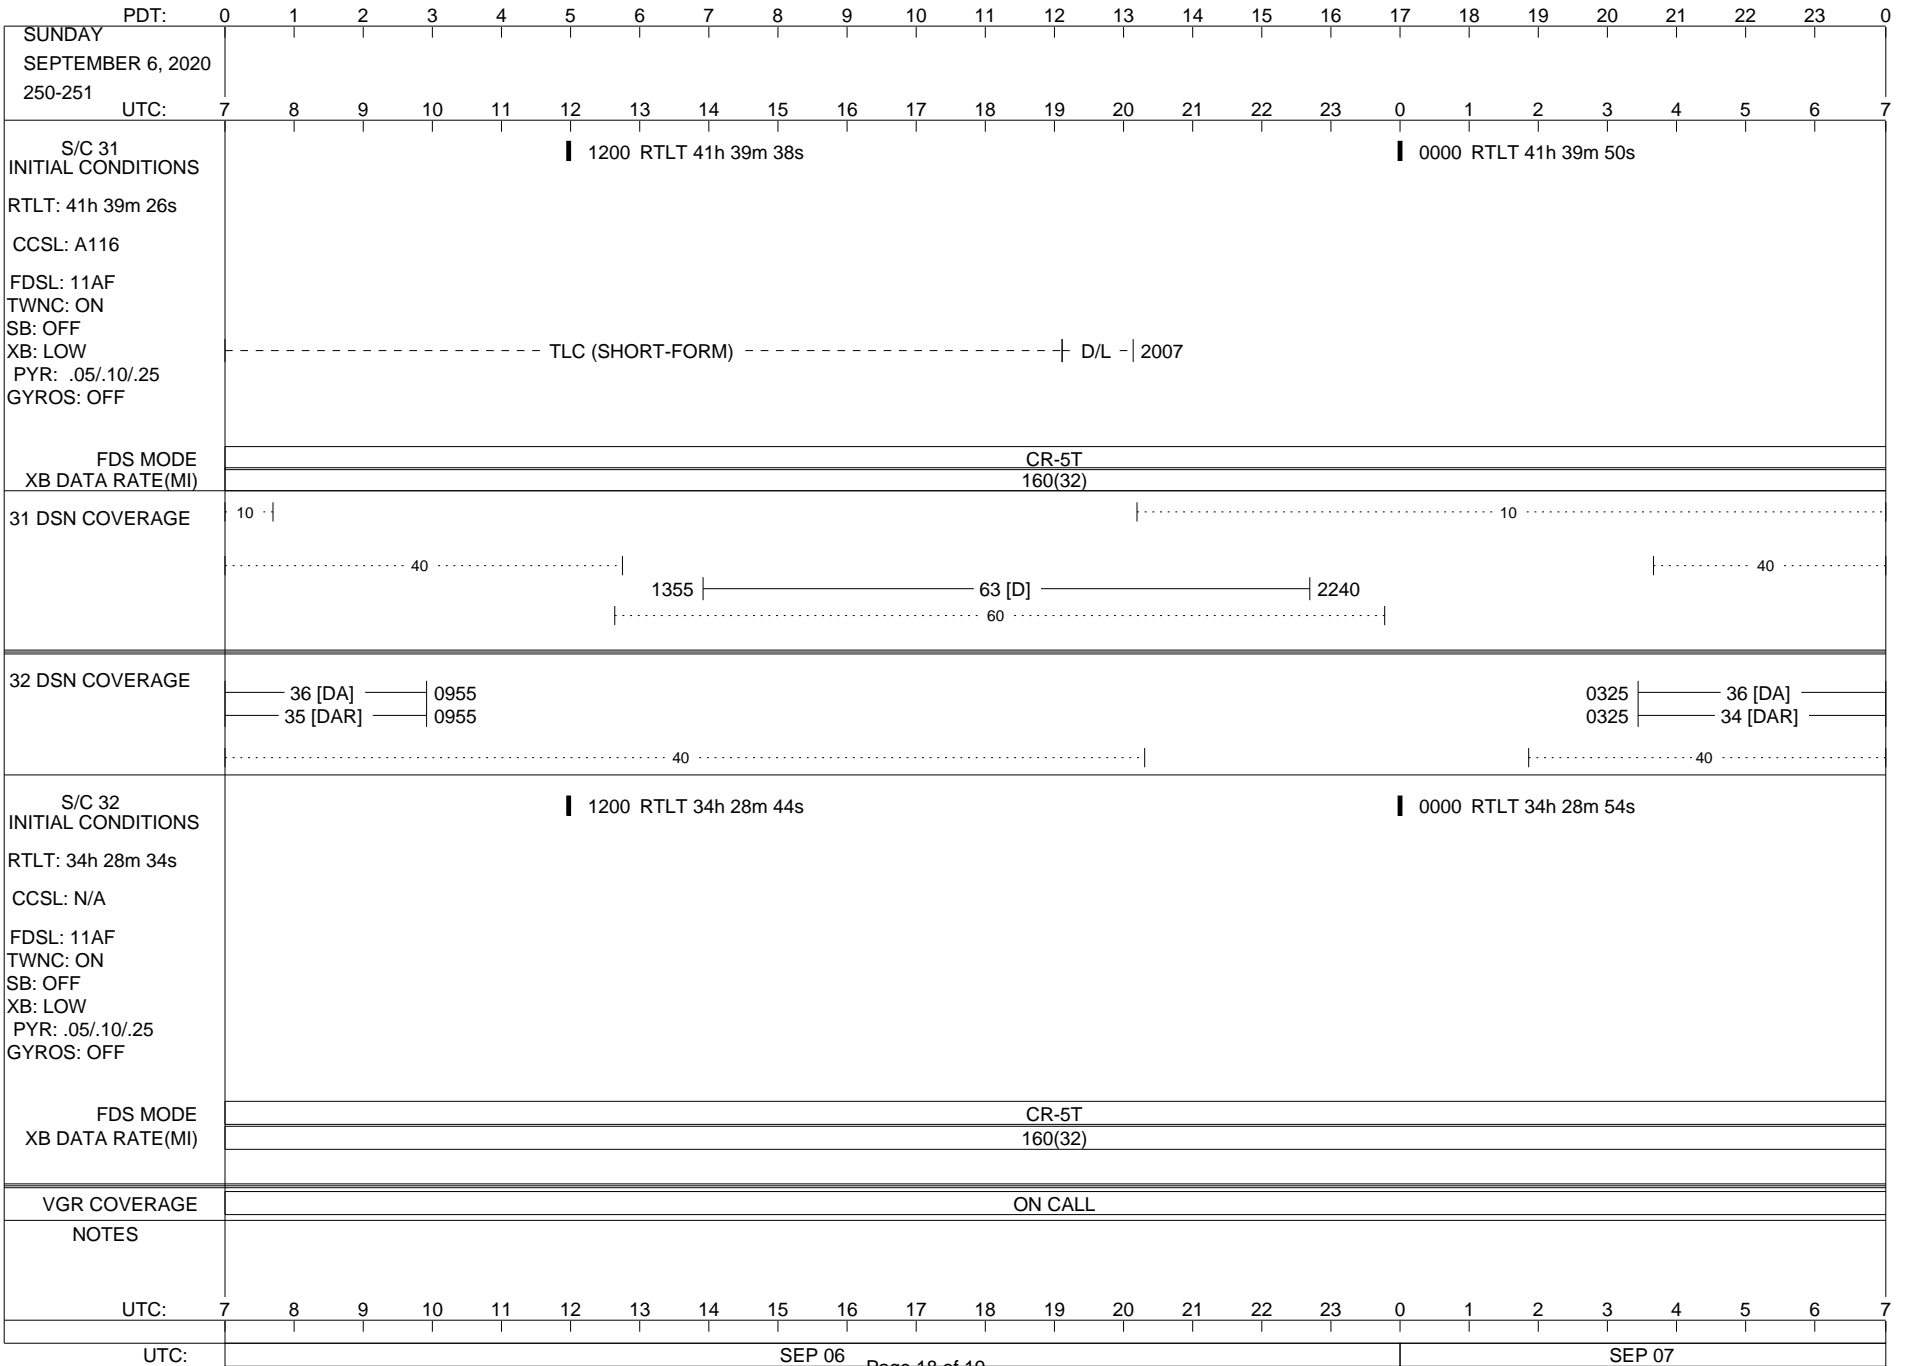 PDT: 0 1 2 3 4 5 6 7 8 9 10 11 12 13 14 15 16 17 18 19 20 21 22 23 0
SUNDAY
SEPTEMBER 6, 2020
250-251
UTC: 7 8 9 10 11 12 13 14 15 16 17 18 19 20 21 22 23 0 1 2 3 4 5 6 7
S/C 31
INITIAL CONDITIONS
1200 RTLT 41h 39m 38s
0000 RTLT 41h 39m 50s
RTLT: 41h 39m 26s
CCSL: A116
FDSL: 11AF
TWNC: ON
SB: OFF
XB: LOW
TLC (SHORT-FORM) D/L 2007
PYR: .05/.10/.25
GYROS: OFF
FDS MODE CR-5T
XB DATA RATE(MI) 160(32)
31 DSN COVERAGE
10 10
40 40
1355 63 [D] 2240
60
32 DSN COVERAGE
36 [DA] 0955 0325 36 [DA]
35 [DAR] 0955 0325 34 [DAR]
40 40
S/C 32
INITIAL CONDITIONS
1200 RTLT 34h 28m 44s
0000 RTLT 34h 28m 54s
RTLT: 34h 28m 34s
CCSL: N/A
FDSL: 11AF
TWNC: ON
SB: OFF
XB: LOW
PYR: .05/.10/.25
GYROS: OFF
FDS MODE CR-5T
XB DATA RATE(MI) 160(32)
VGR COVERAGE ON CALL
NOTES
UTC: 7 8 9 10 11 12 13 14 15 16 17 18 19 20 21 22 23 0 1 2 3 4 5 6 7
UTC: SEP 06 SEP 07
Page 18 of 19